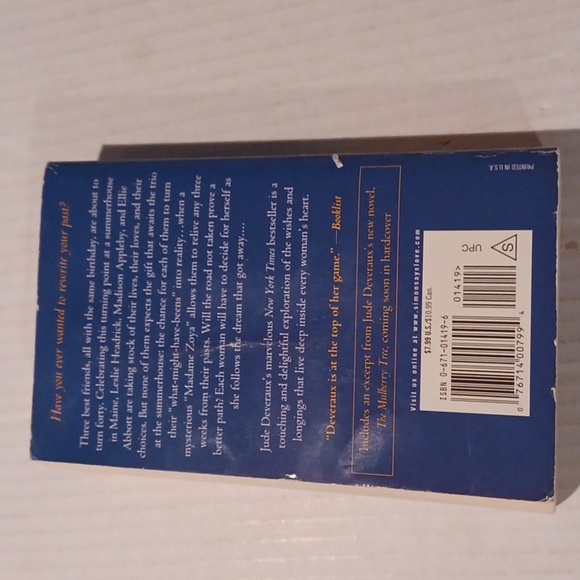 Have you ever wanted to rewrite your past?
Three best friends, all with the same birthday, are about to
turn forty. Celebrating this turning point at a summerhouse
in Maine, Leslie Headrick, Madison Appleby, and Ellie
Abbott are taking stock of their lives, their loves, and their
choices. But none of them expects the gift that awaits the trio
at the summerhouse: the chance for each of them to turn
their "what-might-have-beens" into reality...when a
mysterious "Madame Zoya" allows them to relive any three
weeks from their pasts. Will the road not taken prove a
better path? Each woman will have to decide for herself as
she follows the dream that got away....
Jude Deveraux's marvelous New York Times bestseller is a
touching and delightful exploration of the wishes and
longings that live deep inside every woman's heart.
"Deveraux is at the top of her game." —Booklist
Includes an excerpt from Jude Deveraux's new novel,
The Mulberry Tree, coming soon in hardcover
Visit us online at www.simonsayslove.com
$7.99 U.S./$10.99 Can.
ISBN 0-671-01419-6
0 76714 00799 4
01419>
UPC
S
PRINTED IN U.S.A.